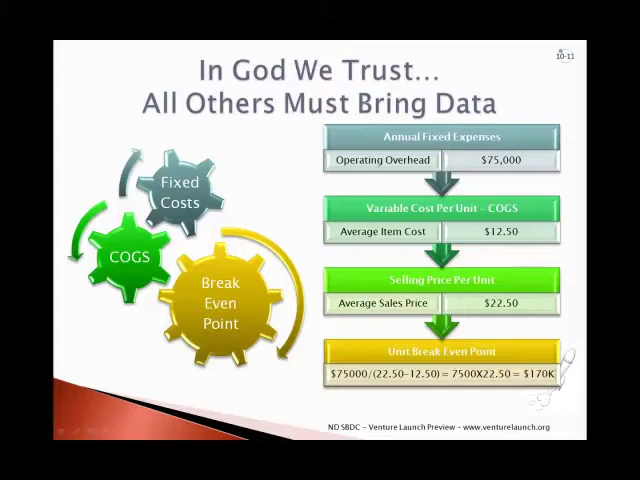 10-11
In God We Trust...
All Others Must Bring Data
Fixed
Costs
COGS
Break
Even
Point
Annual Fixed Expenses
Operating Overhead $75,000
Variable Cost Per Unit - COGS
Average Item Cost $12.50
Selling Price Per Unit
Average Sales Price $22.50
Unit Break Even Point
$75000/(22.50-12.50) = 7500X22.50 = $170K
ND SBDC - Venture Launch Preview - www.venturelaunch.org